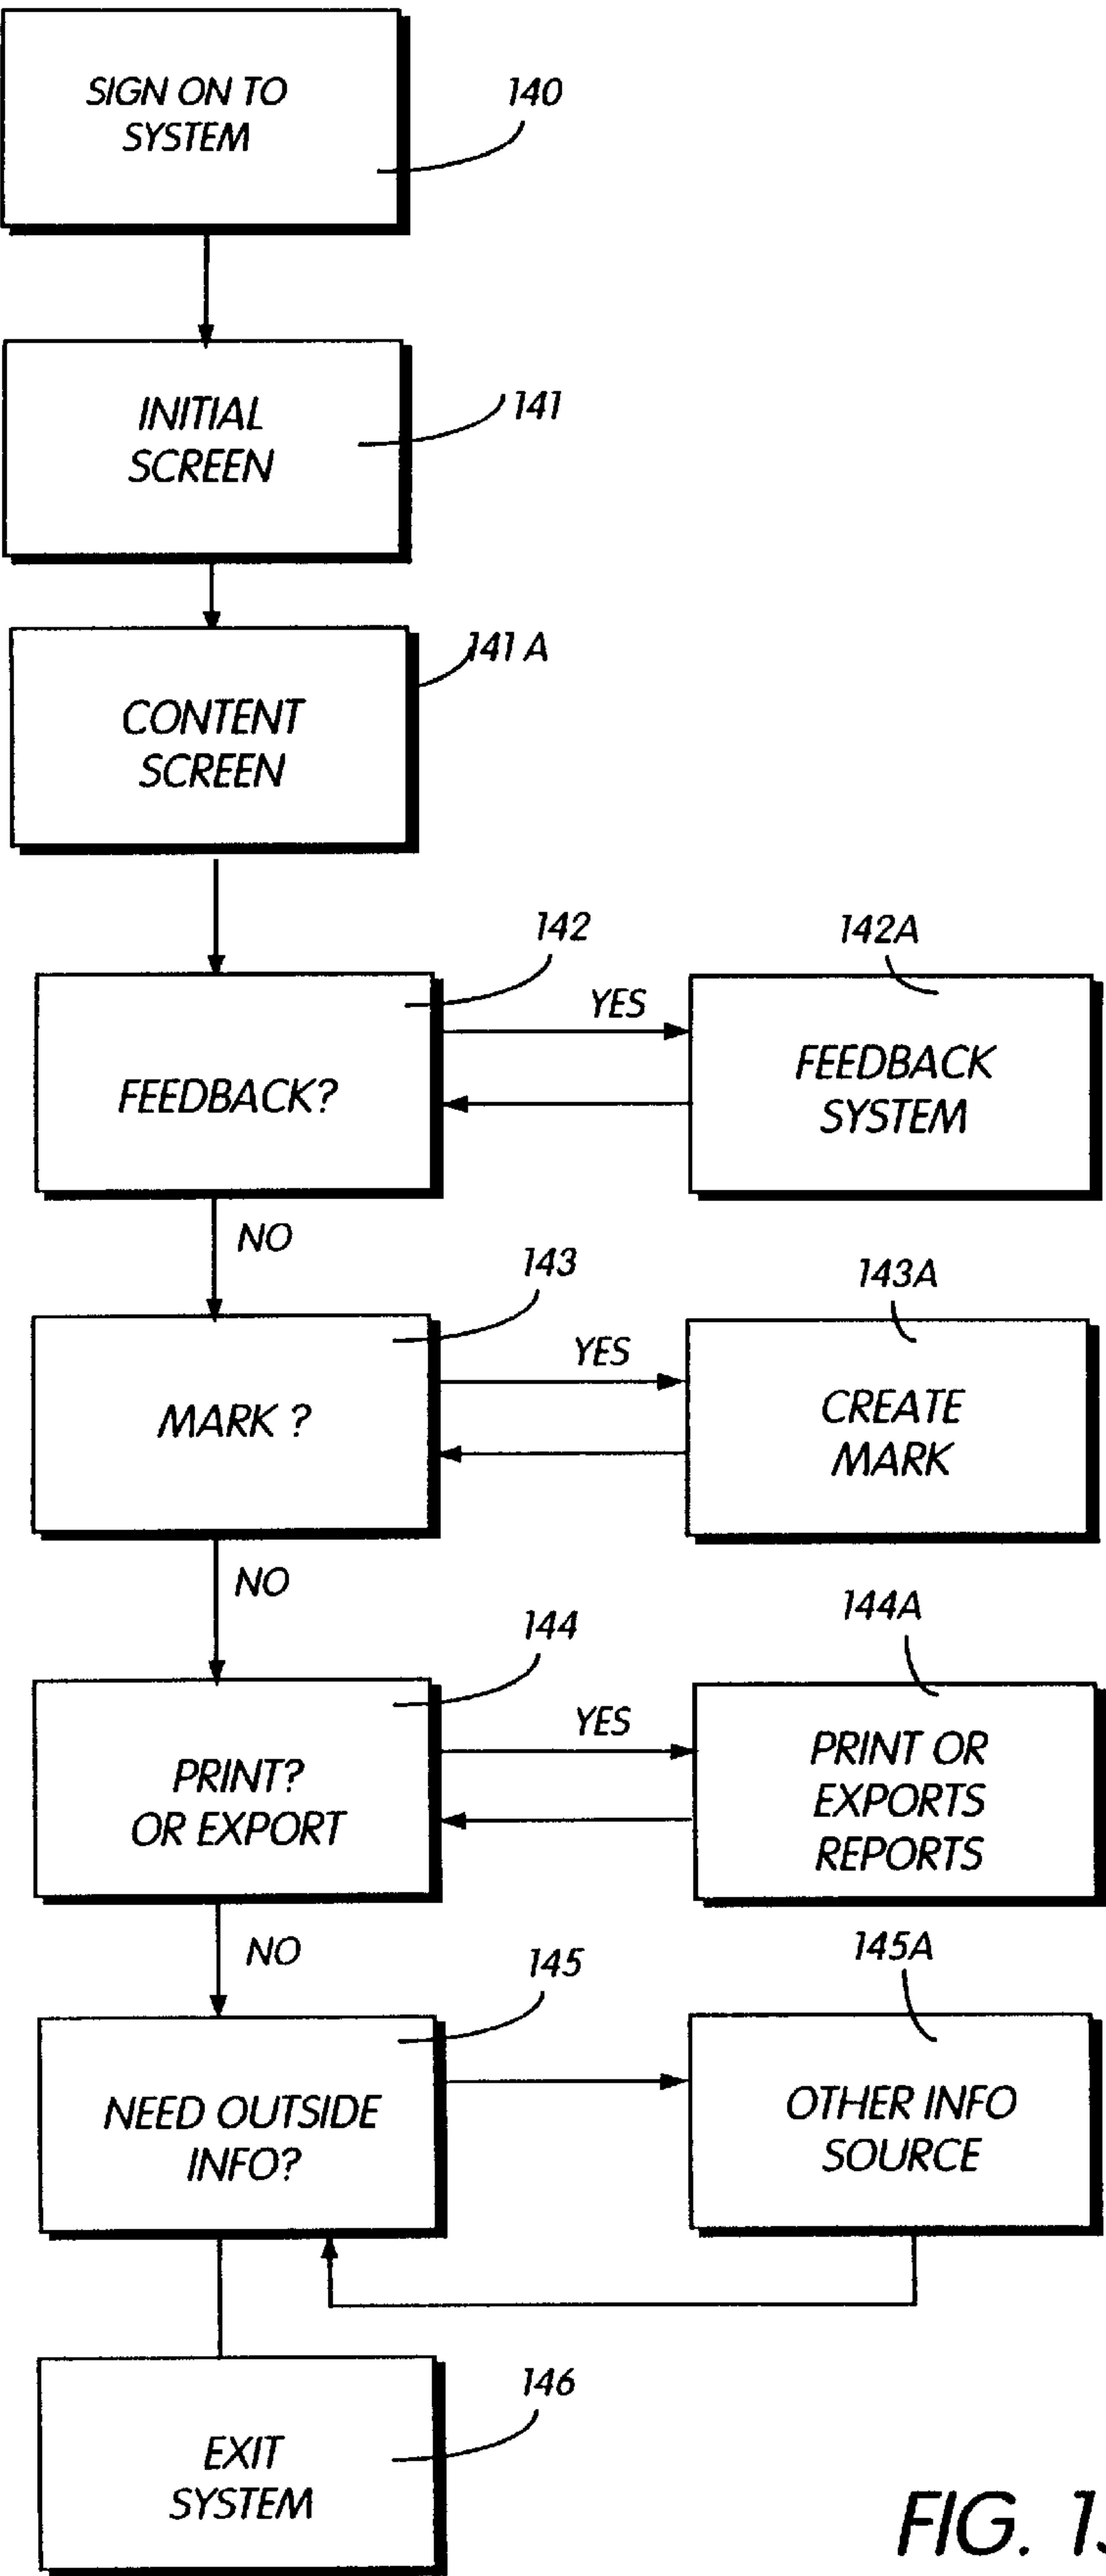 SIGN ON TO
SYSTEM
140
INITIAL
SCREEN
141
141 A
CONTENT
SCREEN
142
142A
YES
FEEDBACK?
FEEDBACK
SYSTEM
NO
143
143A
YES
MARK ?
CREATE
MARK
NO
144
144A
YES
PRINT?
OR EXPORT
PRINT OR
EXPORTS
REPORTS
NO
145
145A
NEED OUTSIDE
INFO?
OTHER INFO
SOURCE
146
EXIT
SYSTEM
FIG.